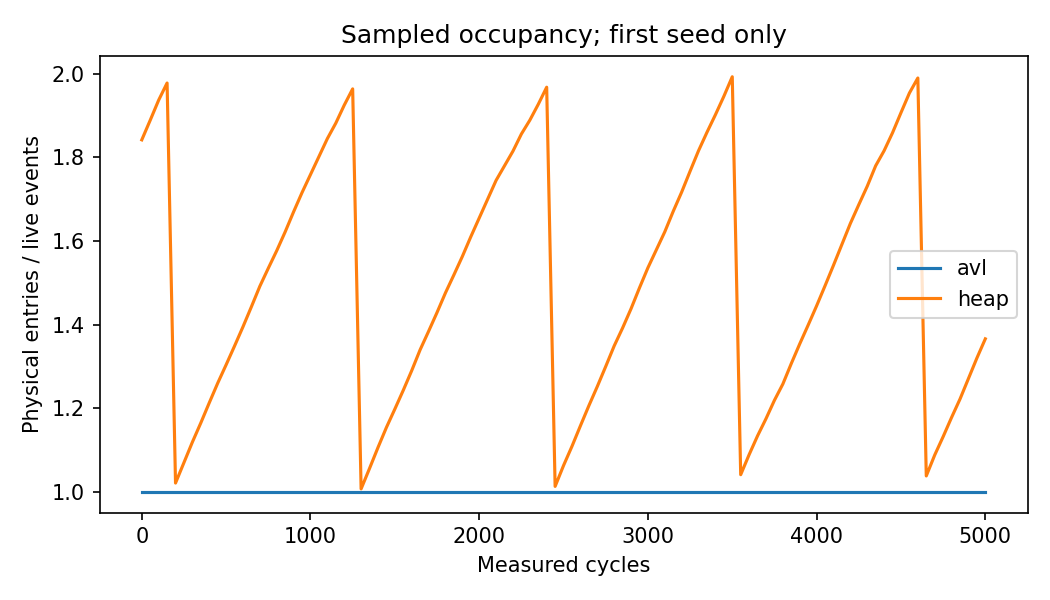 Sampled occupancy; first seed only
Physical entries / live events
2.0
1.8
1.6
1.4
1.2
1.0
avl
heap
0
1000
2000
3000
4000
5000
Measured cycles